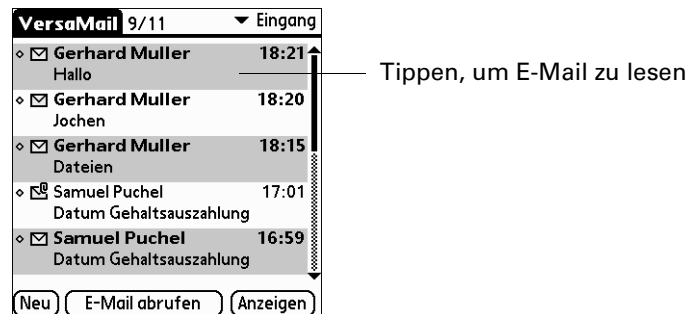 VersaMail 9/11 Eingang
Gerhard Muller 18:21
Hallo
Tippen, um E-Mail zu lesen
Gerhard Muller 18:20
Jochen
Gerhard Muller 18:15
Dateien
Samuel Puchel 17:01
Datum Gehaltsauszahlung
Samuel Puchel 16:59
Datum Gehaltsauszahlung
Neu E-Mail abrufen Anzeigen